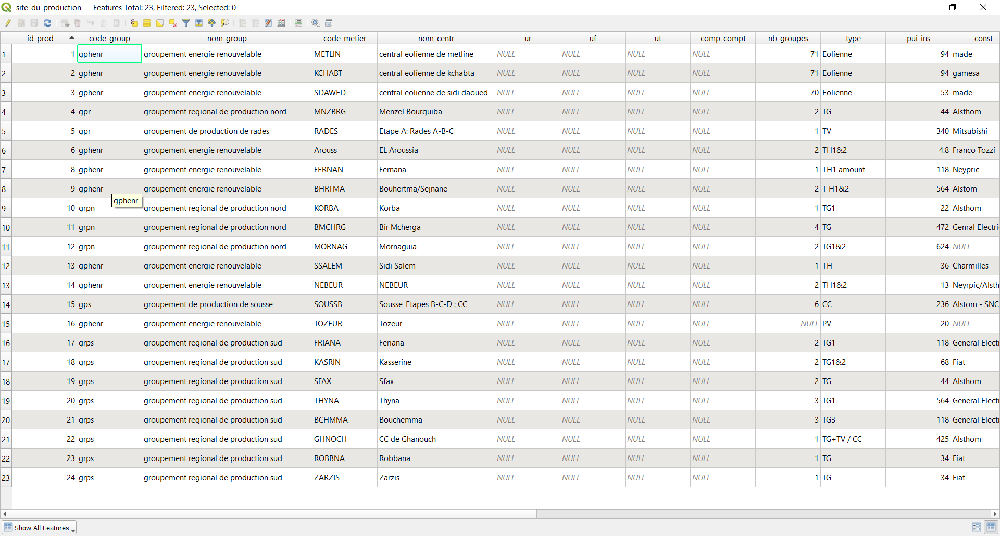 site_du_production — Features Total: 23, Filtered: 23, Selected: 0
id_prod code_group nom_group code_metier nom_centr ur uf ut comp_compt nb_groupes type pui_ins const
1 1 gphenr groupement energie renouvelable METLIN central eolienne de metline NULL NULL NULL NULL 71 Eolienne 94 made
2 2 gphenr groupement energie renouvelable KCHABT central eolienne de kchabta NULL NULL NULL NULL 71 Eolienne 94 gamesa
3 3 gphenr groupement energie renouvelable SDAWED central eolienne de sidi daoued NULL NULL NULL NULL 70 Eolienne 53 made
4 4 gpr groupement regional de production nord MNZBRG Menzel Bourguiba NULL NULL NULL NULL 2 TG 44 Alsthom
5 5 gpr groupement de production de rades RADES Etape A: Rades A-B-C NULL NULL NULL NULL 1 TV 340 Mitsubishi
6 6 gphenr groupement energie renouvelable Arouss EL Aroussia NULL NULL NULL NULL 2 TH1&2 4.8 Franco Tozzi
7 8 gphenr groupement energie renouvelable FERNAN Fernana NULL NULL NULL NULL 1 TH1 amount 118 Neypric
8 9 gphenr groupement energie renouvelable BHRTMA Bouhertma/Sejnane NULL NULL NULL NULL 2 T H1&2 564 Alstom
gphenr
9 10 grpn groupement regional de production nord KORBA Korba NULL NULL NULL NULL 1 TG1 22 Alsthom
10 11 grpn groupement regional de production nord BMCHRG Bir Mcherga NULL NULL NULL NULL 4 TG 472 Genral Electri
11 12 grpn groupement regional de production nord MORNAG Mornaguia NULL NULL NULL NULL 2 TG1&2 624 NULL
12 13 gphenr groupement energie renouvelable SSALEM Sidi Salem NULL NULL NULL NULL 1 TH 36 Charmilles
13 14 gphenr groupement energie renouvelable NEBEUR NEBEUR NULL NULL NULL NULL 2 TH1&2 13 Neyrpic/Alsth
14 15 gps groupement de production de sousse SOUSSB Sousse_Etapes B-C-D : CC NULL NULL NULL NULL 6 CC 236 Alstom - SNC
15 16 gphenr groupement energie renouvelable TOZEUR Tozeur NULL NULL NULL NULL NULL PV 20 NULL
16 17 grps groupement regional de production sud FRIANA Feriana NULL NULL NULL NULL 2 TG1 118 General Elect
17 18 grps groupement regional de production sud KASRIN Kasserine NULL NULL NULL NULL 2 TG1&2 68 Fiat
18 19 grps groupement regional de production sud SFAX Sfax NULL NULL NULL NULL 2 TG 44 Alsthom
19 20 grps groupement regional de production sud THYNA Thyna NULL NULL NULL NULL 3 TG1 564 General Elect
20 21 grps groupement regional de production sud BCHMMA Bouchemma NULL NULL NULL NULL 3 TG3 118 General Elect
21 22 grps groupement regional de production sud GHNOCH CC de Ghanouch NULL NULL NULL NULL 1 TG+TV / CC 425 Alsthom
22 23 grps groupement regional de production sud ROBBNA Robbana NULL NULL NULL NULL 1 TG 34 Fiat
23 24 grps groupement regional de production sud ZARZIS Zarzis NULL NULL NULL NULL 1 TG 34 Fiat
Show All Features